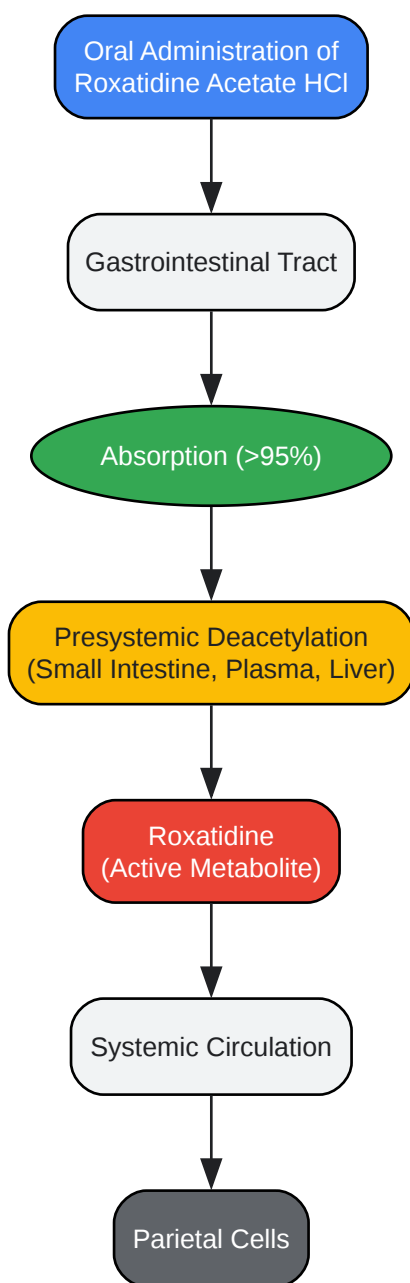 Oral Administration of
Roxatidine Acetate HCl
Gastrointestinal Tract
Absorption (>95%)
Presystemic Deacetylation
(Small Intestine, Plasma, Liver)
Roxatidine
(Active Metabolite)
Systemic Circulation
Parietal Cells